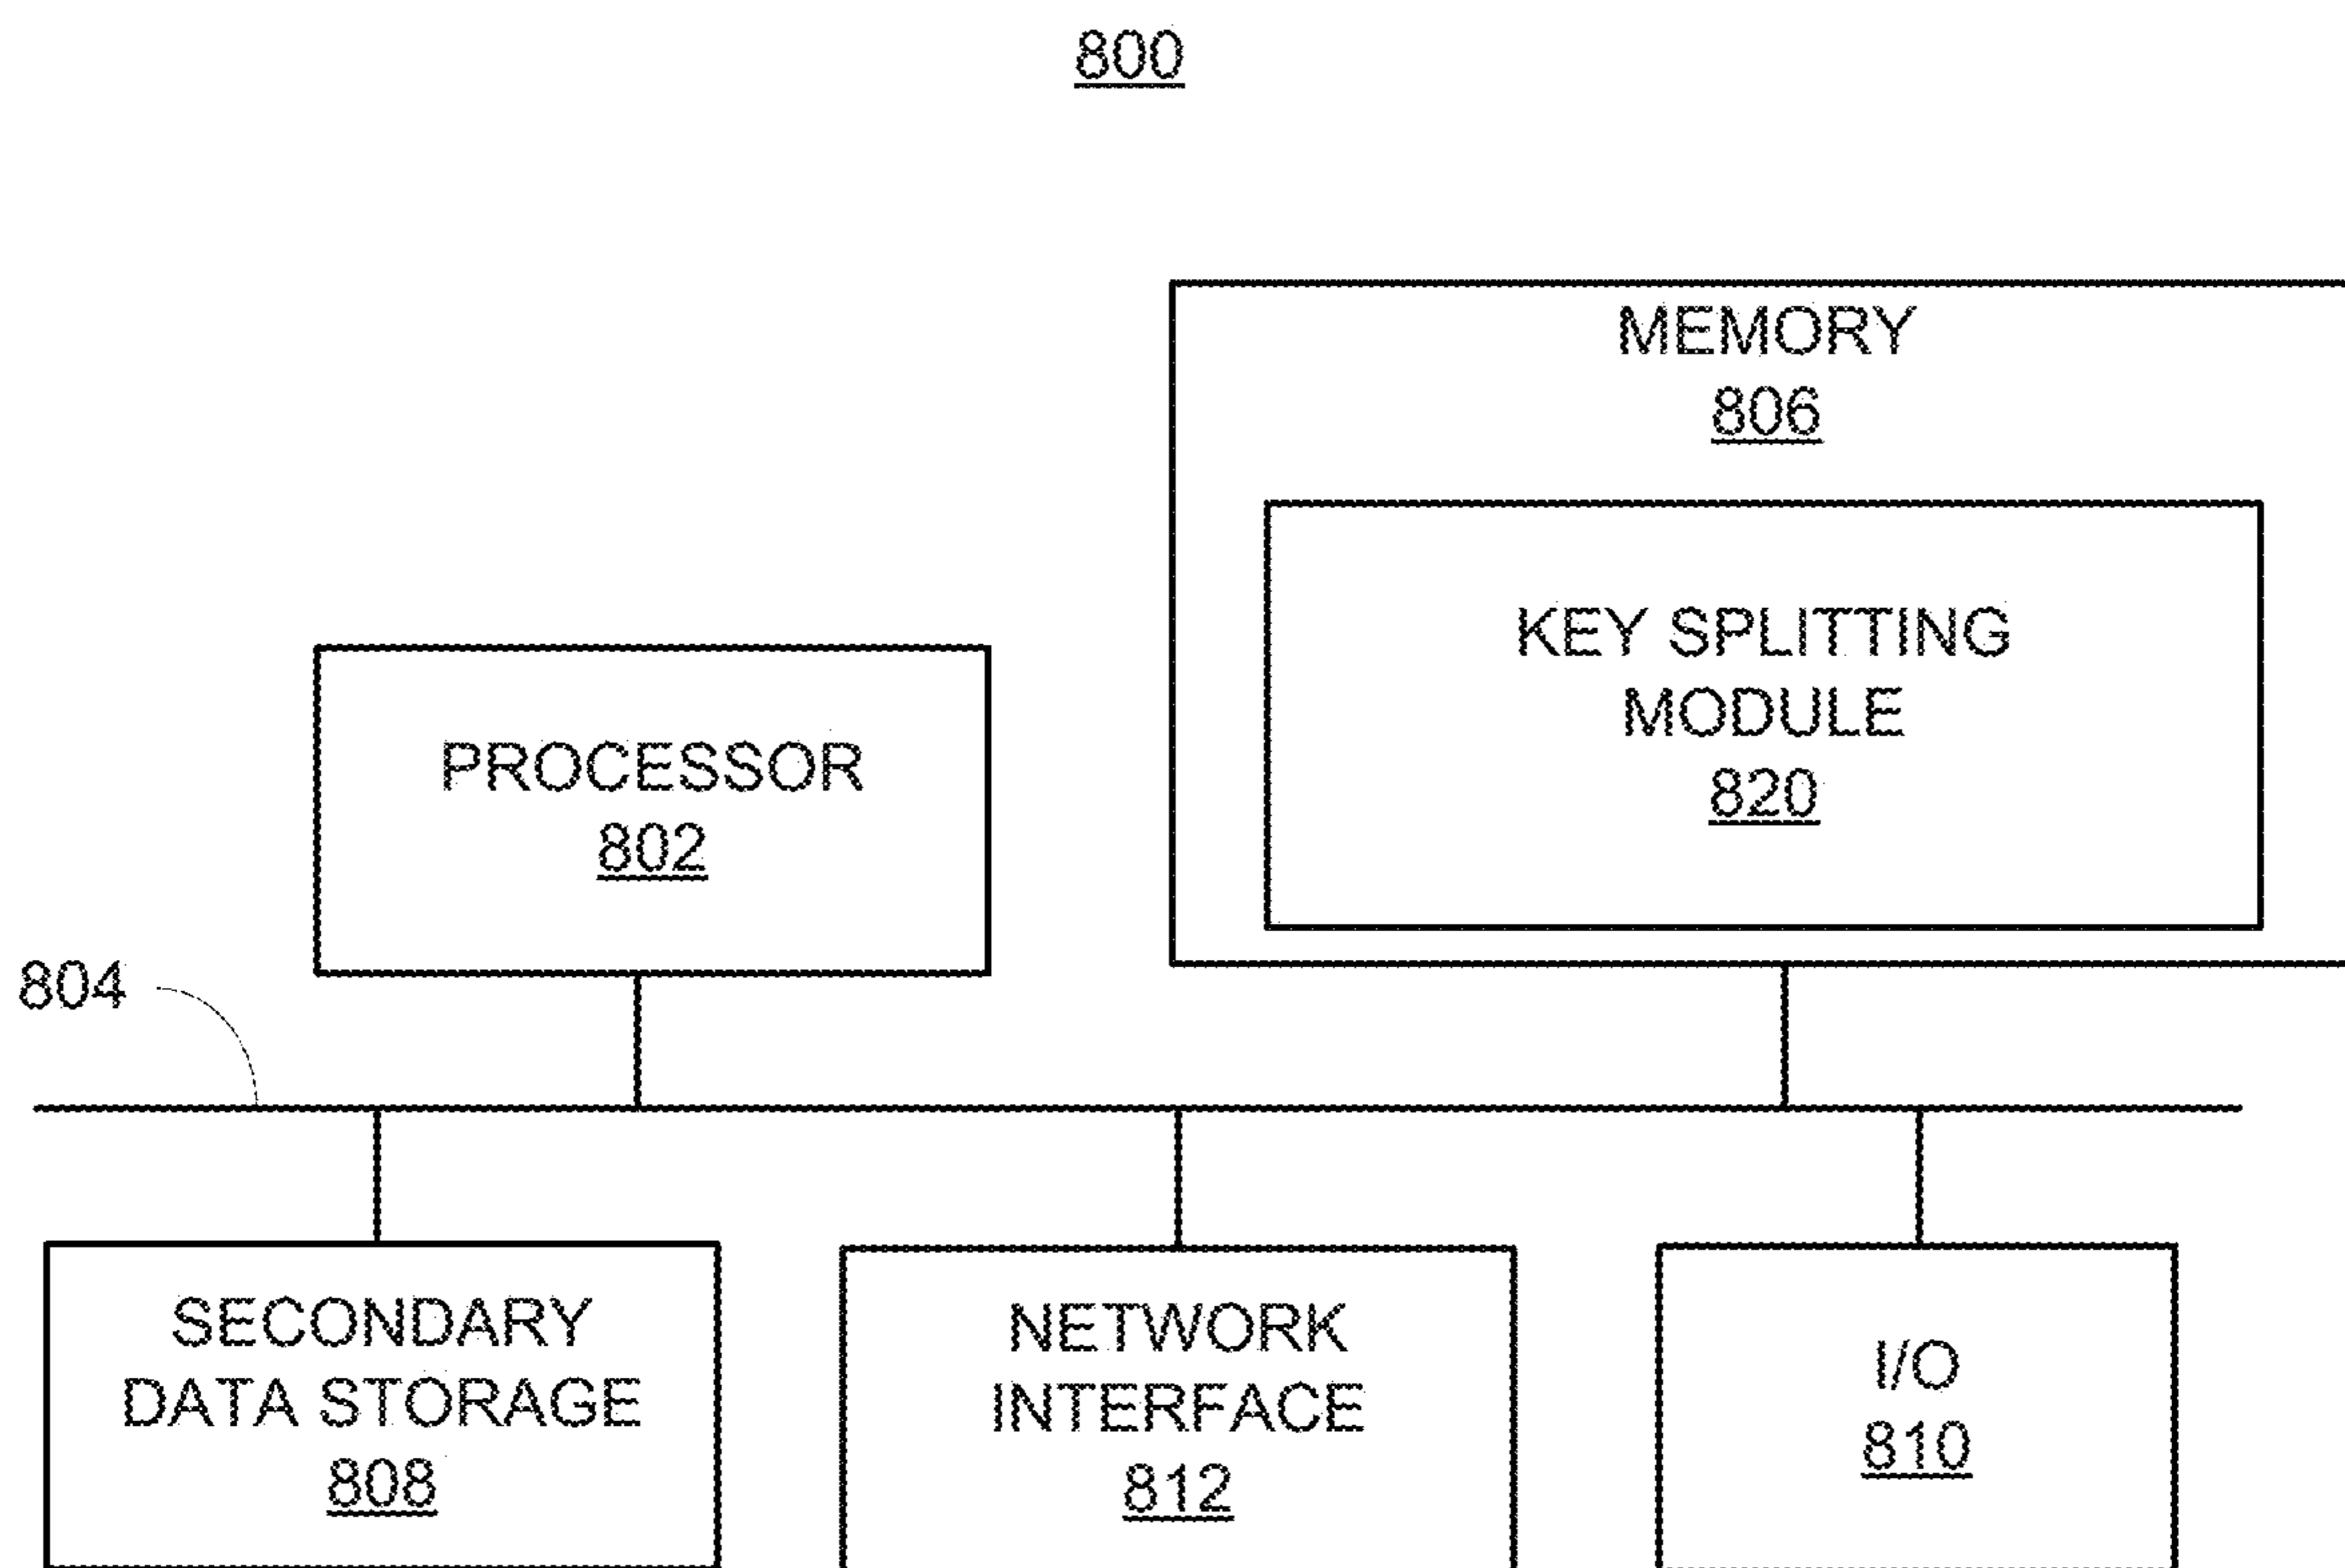 800
MEMORY
806
KEY SPLITTING
MODULE
820
PROCESSOR
802
804
SECONDARY
DATA STORAGE
808
NETWORK
INTERFACE
812
I/O
810